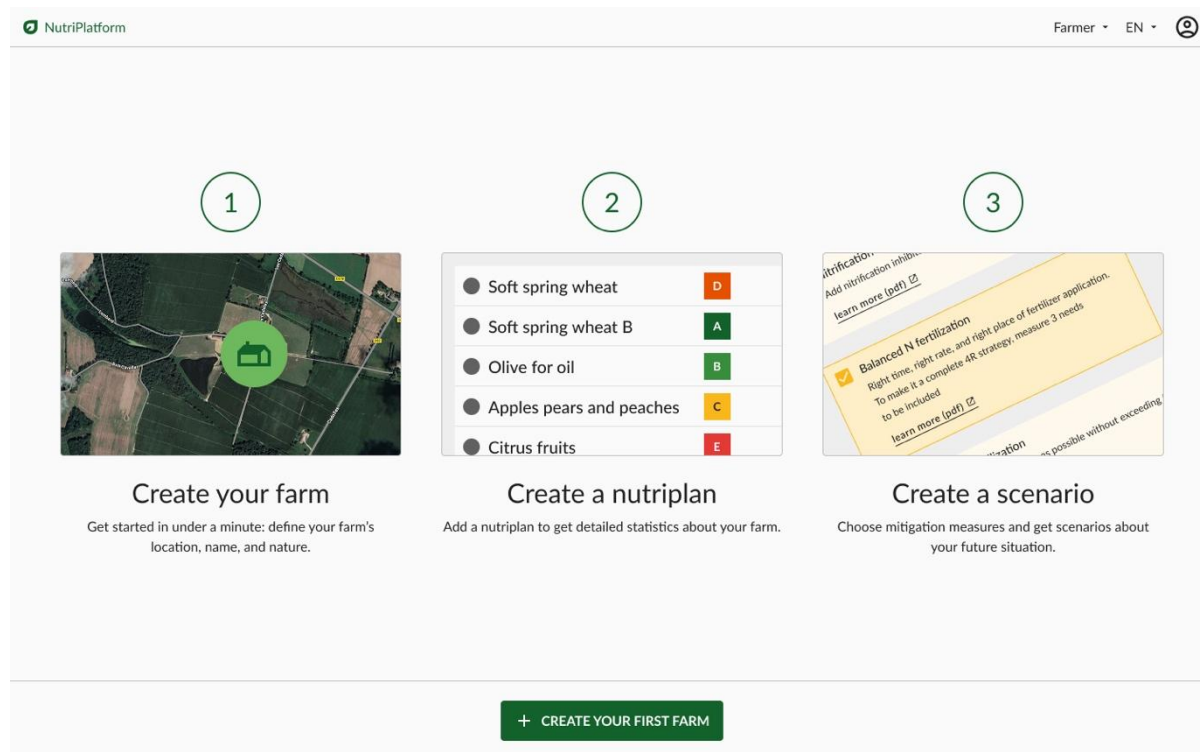 NutriPlatform
Farmer
EN
1
2
3
Soft spring wheat D
Soft spring wheat B A
Olive for oil B
Apples pears and peaches C
Citrus fruits E
Add nitrification
learn more (pdf)
Balanced N fertilization
Right time, right rate, and right place of fertilizer application.
To make it a complete 4R strategy, measure 3 needs
to be included
learn more (pdf)
possible without exceeding
Create your farm
Get started in under a minute: define your farm's
location, name, and nature.
Create a nutriplan
Add a nutriplan to get detailed statistics about your farm.
Create a scenario
Choose mitigation measures and get scenarios about
your future situation.
+ CREATE YOUR FIRST FARM